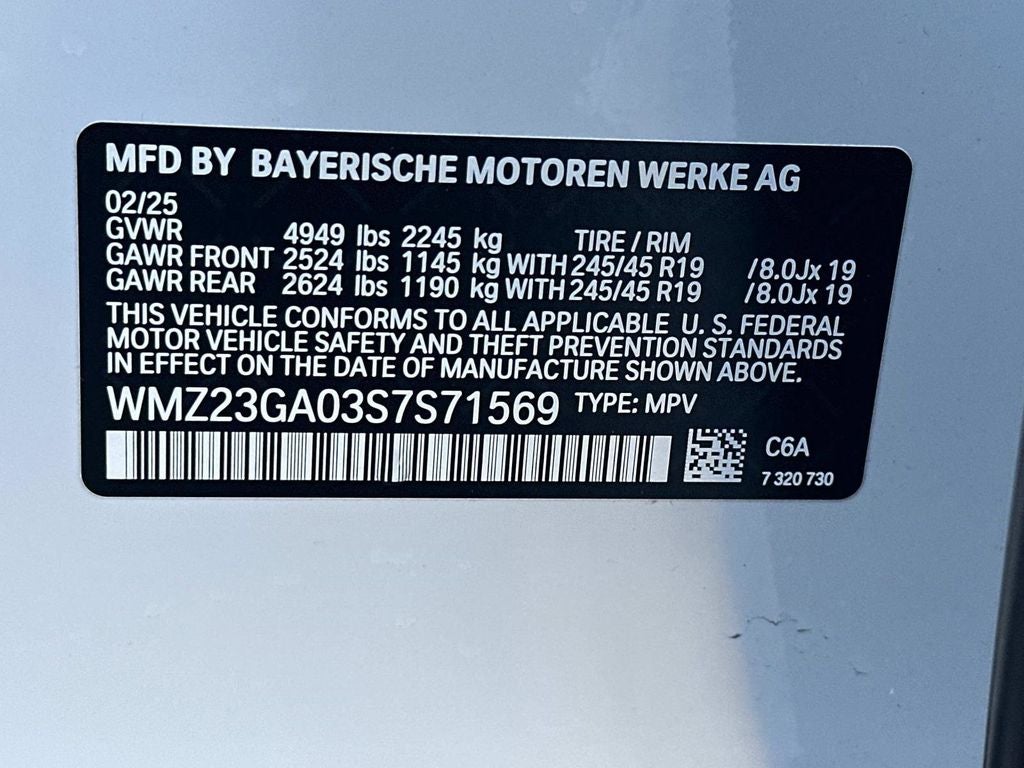 MFD BY BAYERISCHE MOTOREN WERKE AG
02/25
GVWR 4949 lbs 2245 kg TIRE / RIM
GAWR FRONT 2524 lbs 1145 kg WITH 245/45 R19 /8.0Jx 19
GAWR REAR 2624 lbs 1190 kg WITH 245/45 R19 /8.0Jx 19
THIS VEHICLE CONFORMS TO ALL APPLICABLE U. S. FEDERAL
MOTOR VEHICLE SAFETY AND THEFT PREVENTION STANDARDS
IN EFFECT ON THE DATE OF MANUFACTURE SHOWN ABOVE.
WMZ23GA03S7S71569 TYPE: MPV
C6A
7 320 730